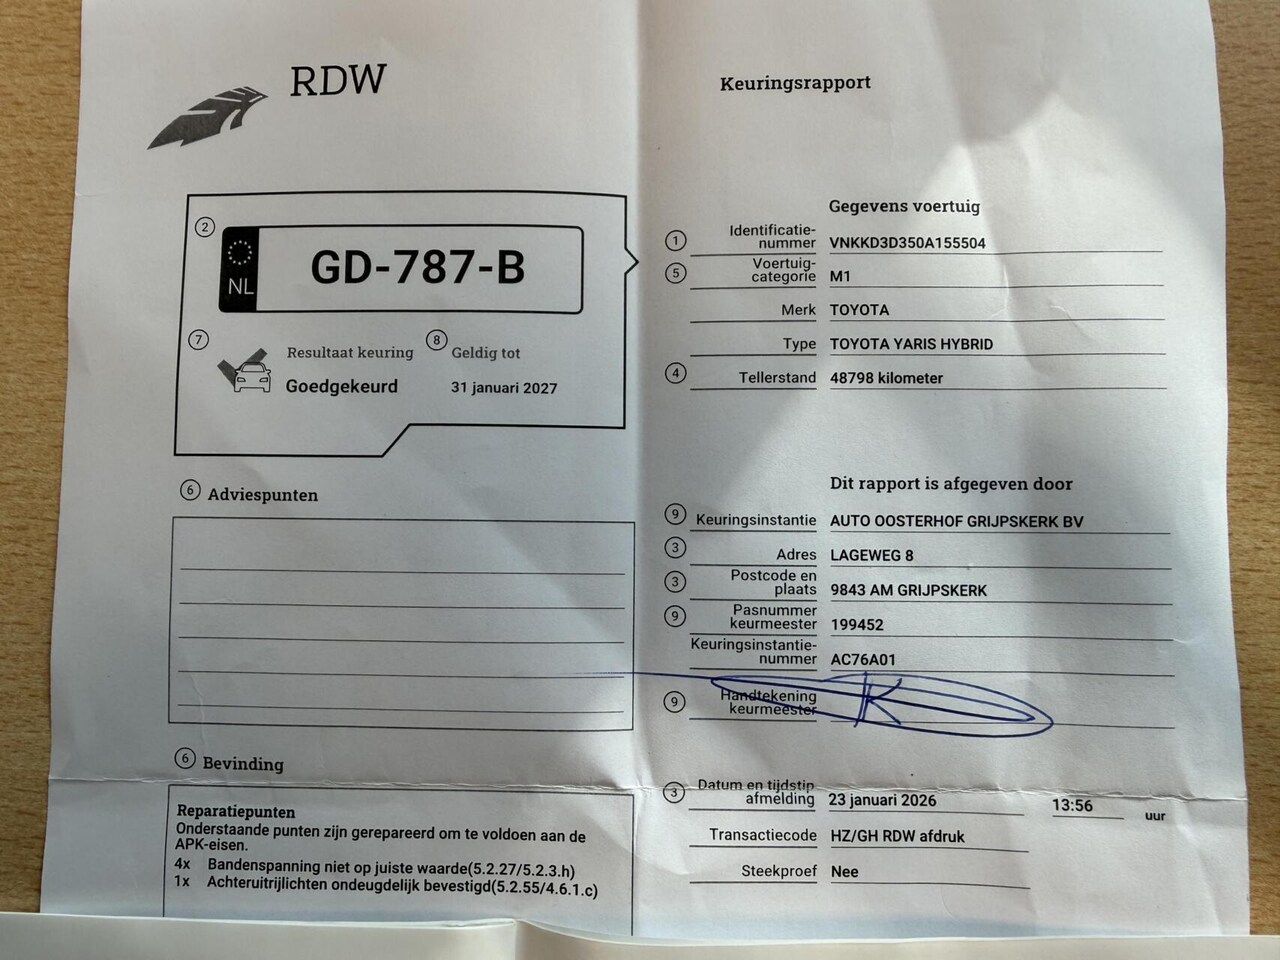 RDW
Keuringsrapport
2
NL
GD-787-B
7
Resultaat keuring
Goedgekeurd
8
Geldig tot
31 januari 2027
Gegevens voertuig
1
Identificatie-
nummer
VNKKD3D350A155504
5
Voertuig-
categorie
M1
Merk TOYOTA
Type TOYOTA YARIS HYBRID
4
Tellerstand 48798 kilometer
6 Adviespunten
Dit rapport is afgegeven door
9 Keuringsinstantie AUTO OOSTERHOF GRIJPSKERK BV
3 Adres LAGEWEG 8
3
Postcode en
plaats
9843 AM GRIJPSKERK
9
Pasnummer
keurmeester
199452
Keuringsinstantie-
nummer
AC76A01
9
Handtekening
keurmeester
6 Bevinding
Reparatiepunten
Onderstaande punten zijn gerepareerd om te voldoen aan de
APK-eisen.
4x Bandenspanning niet op juiste waarde(5.2.27/5.2.3.h)
1x Achteruitrijlichten ondeugdelijk bevestigd(5.2.55/4.6.1.c)
3
Datum en tijdstip
afmelding
23 januari 2026 13:56 uur
Transactiecode HZ/GH RDW afdruk
Steekproef Nee